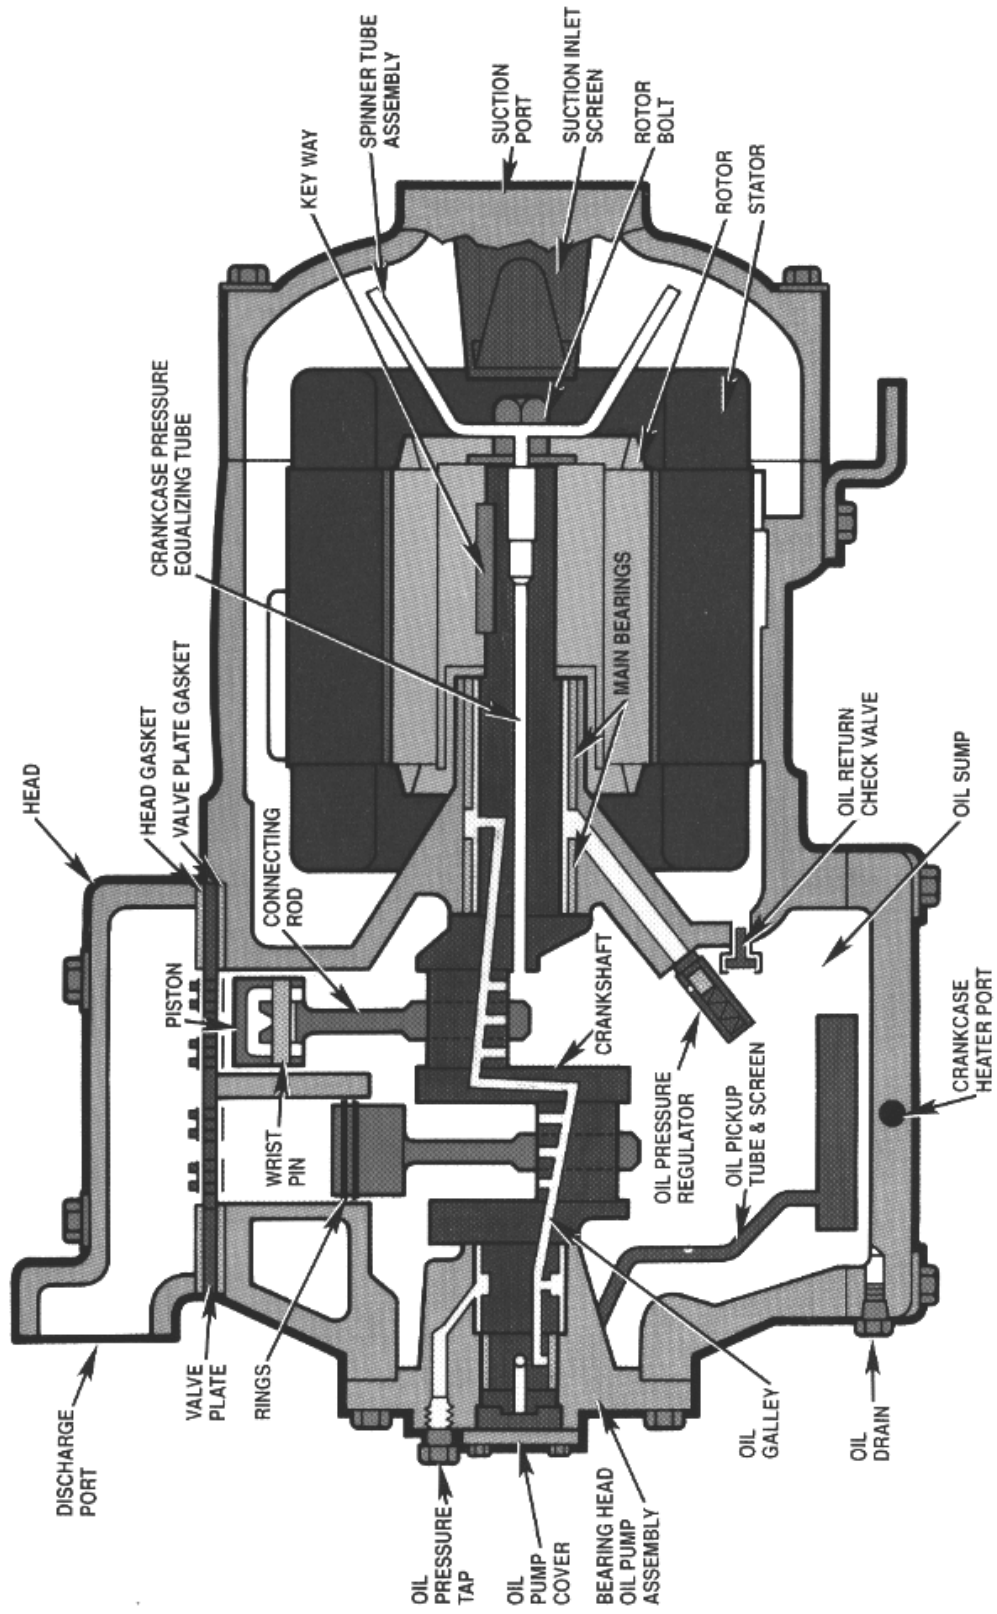 DISCHARGE
PORT
HEAD
HEAD GASKET
VALVE PLATE GASKET
CRANKCASE PRESSURE
EQUALIZING TUBE
KEY WAY
SPINNER TUBE
ASSEMBLY
SUCTION
PORT
SUCTION INLET
SCREEN
ROTOR
BOLT
ROTOR
STATOR
VALVE
PLATE
RINGS
WRIST
PIN
PISTON
CONNECTING
ROD
CRANKSHAFT
MAIN BEARINGS
OIL PRESSURE
REGULATOR
OIL PICKUP
TUBE & SCREEN
OIL RETURN
CHECK VALVE
OIL SUMP
CRANKCASE
HEATER PORT
OIL
PRESSURE
TAP
OIL
PUMP
COVER
BEARING HEAD
OIL PUMP
ASSEMBLY
OIL
GALLEY
OIL
DRAIN